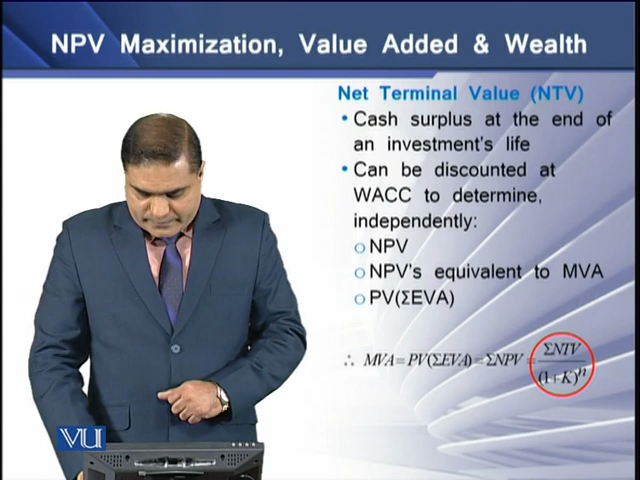 NPV Maximization, Value Added & Wealth
Net Terminal Value (NTV)
• Cash surplus at the end of
an investment's life
• Can be discounted at
WACC to determine,
independently:
o NPV
o NPV's equivalent to MVA
o PV(ΣEVA)
∴ MVA = PV(ΣEVA) = ΣNPV = ΣNTV / (1+K)^n
VU